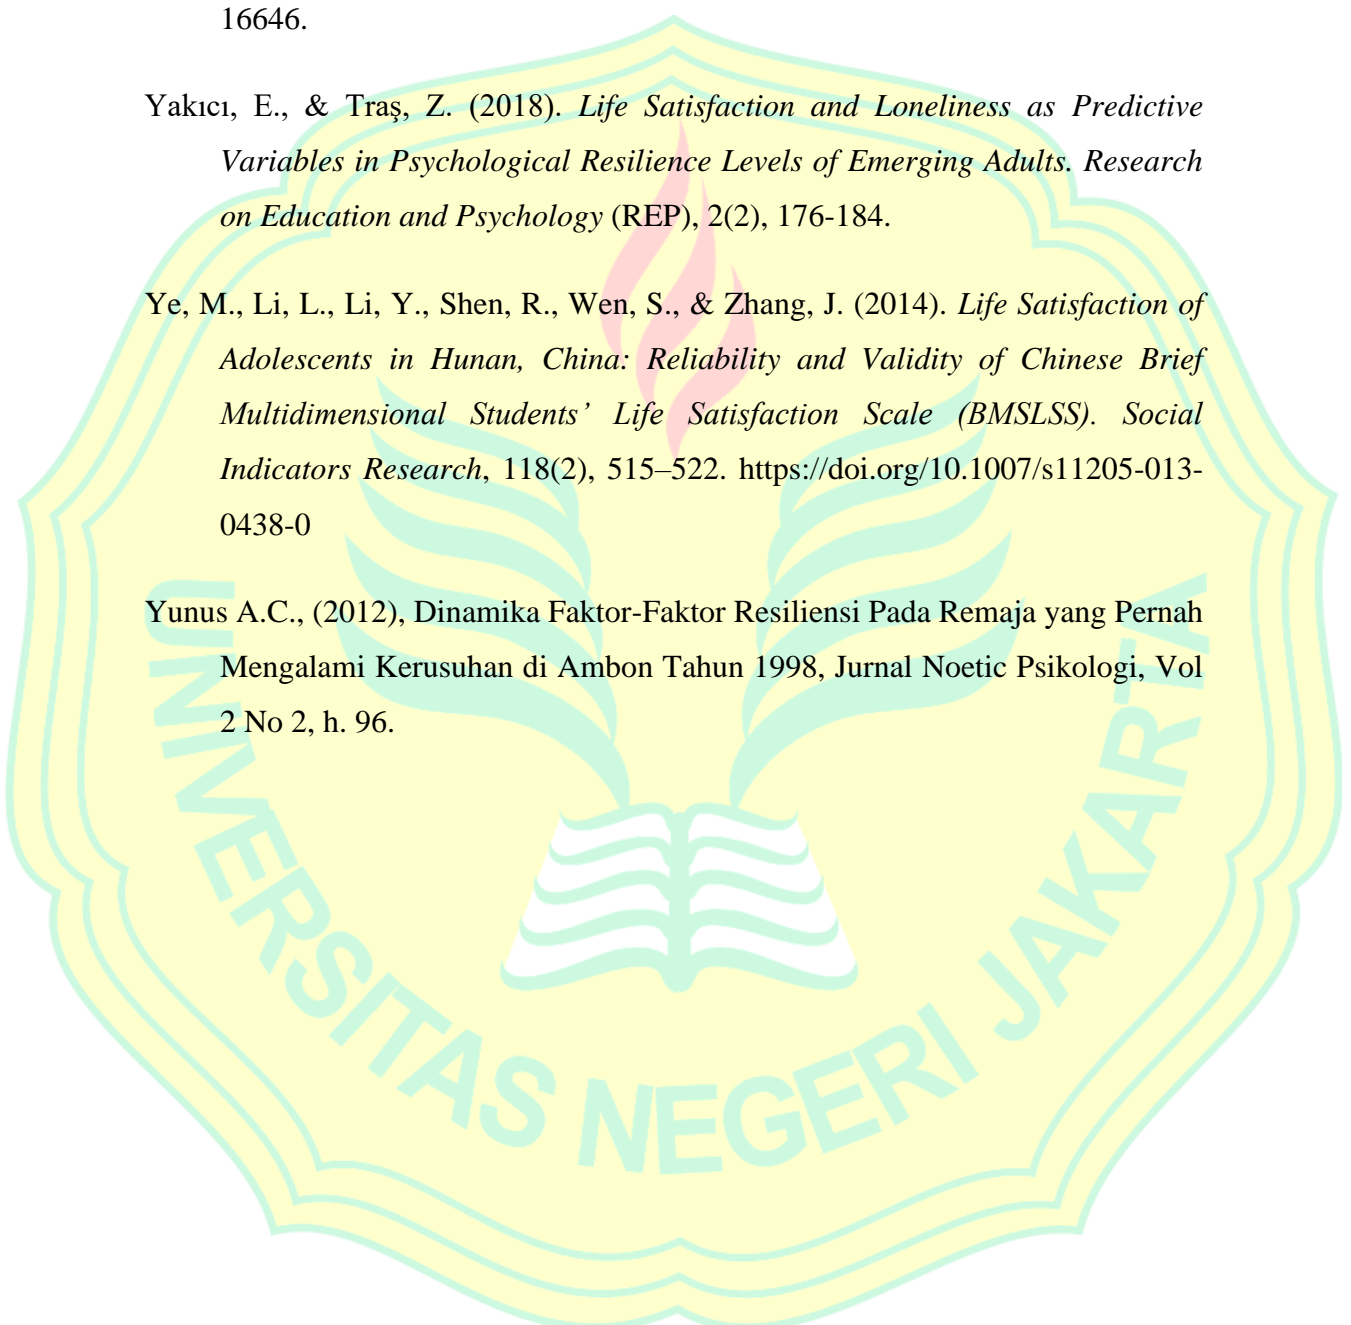 16646.
Yakıcı, E., & Traş, Z. (2018). Life Satisfaction and Loneliness as Predictive
Variables in Psychological Resilience Levels of Emerging Adults. Research
on Education and Psychology (REP), 2(2), 176-184.
Ye, M., Li, L., Li, Y., Shen, R., Wen, S., & Zhang, J. (2014). Life Satisfaction of
Adolescents in Hunan, China: Reliability and Validity of Chinese Brief
Multidimensional Students’ Life Satisfaction Scale (BMSLSS). Social
Indicators Research, 118(2), 515–522. https://doi.org/10.1007/s11205-013-
0438-0
Yunus A.C., (2012), Dinamika Faktor-Faktor Resiliensi Pada Remaja yang Pernah
Mengalami Kerusuhan di Ambon Tahun 1998, Jurnal Noetic Psikologi, Vol
2 No 2, h. 96.
UNIVERSITAS NEGERI JAKARTA